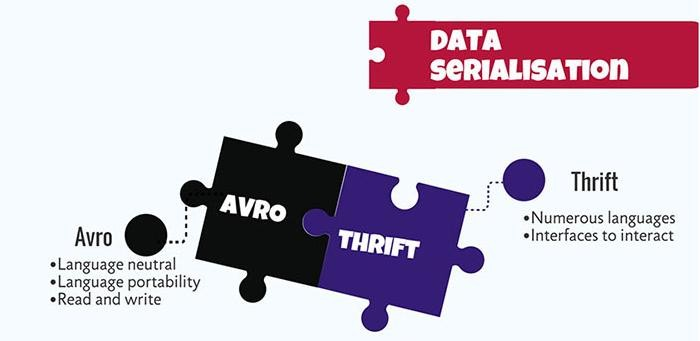 DATA
SERIALISATION
AVRO
THRIFT
Avro
•Language neutral
•Language portability
•Read and write
Thrift
•Numerous languages
•Interfaces to interact